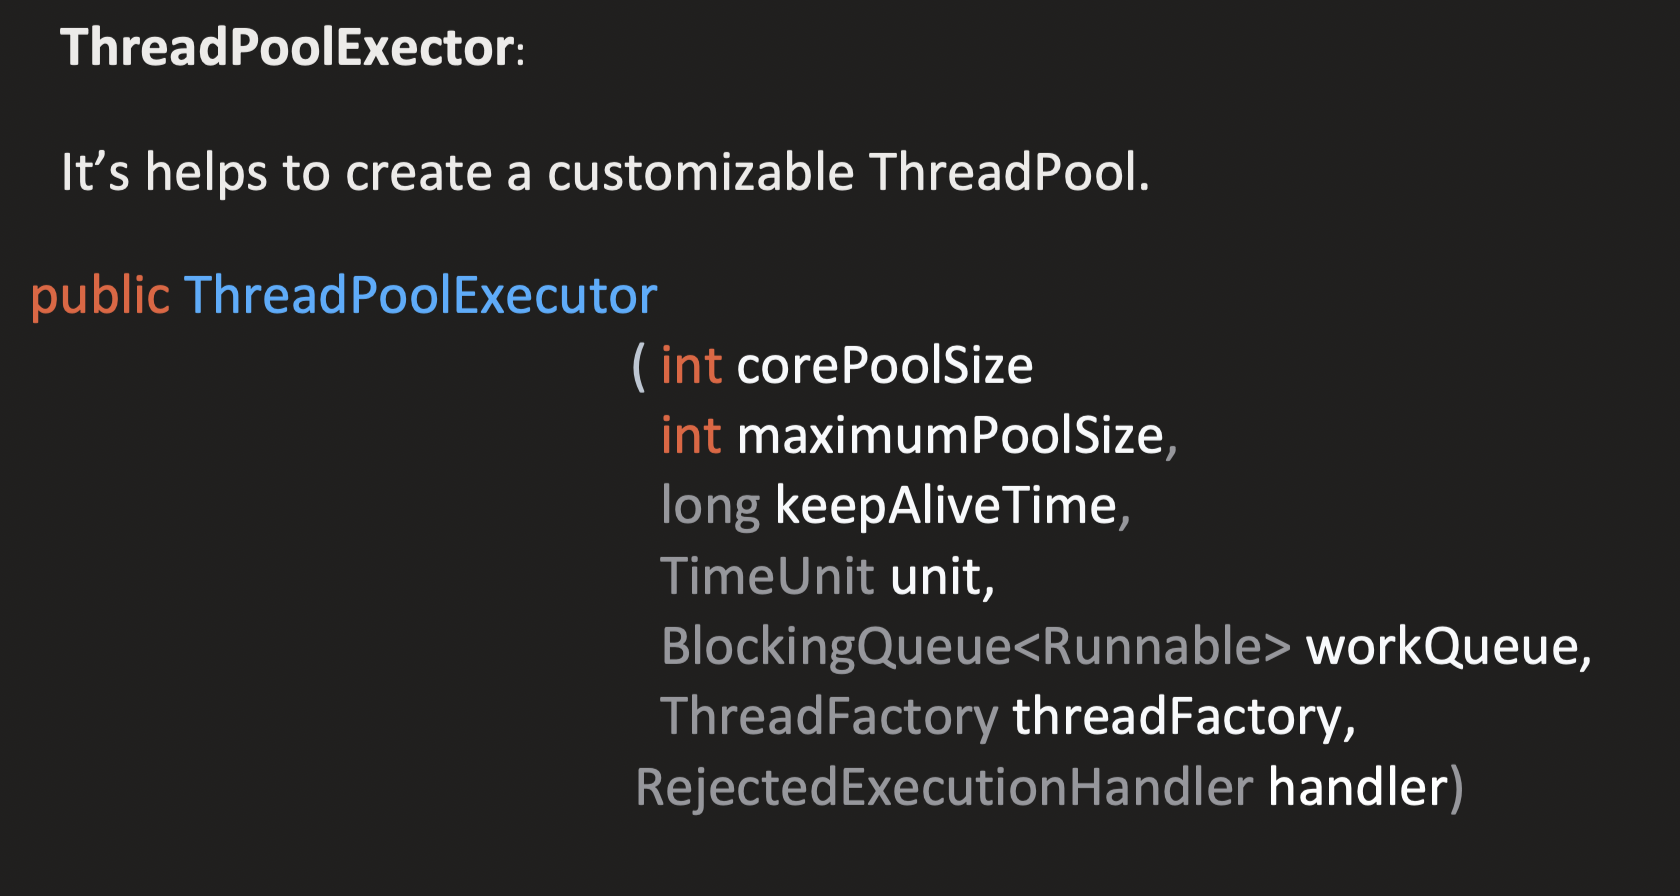 ThreadPoolExector:
It’s helps to create a customizable ThreadPool.
public ThreadPoolExecutor
( int corePoolSize
int maximumPoolSize,
long keepAliveTime,
TimeUnit unit,
BlockingQueue<Runnable> workQueue,
ThreadFactory threadFactory,
RejectedExecutionHandler handler)